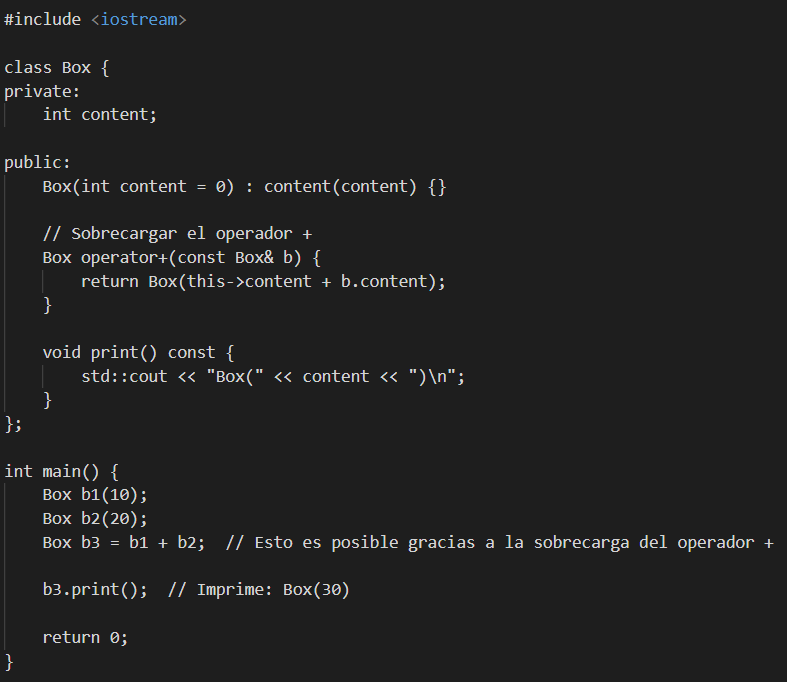 #include <iostream>
class Box {
private:
    int content;
public:
    Box(int content = 0) : content(content) {}
    // Sobrecargar el operador +
    Box operator+(const Box& b) {
        return Box(this->content + b.content);
    }
    void print() const {
        std::cout << "Box(" << content << ")\n";
    }
};
int main() {
    Box b1(10);
    Box b2(20);
    Box b3 = b1 + b2;  // Esto es posible gracias a la sobrecarga del operador +
    b3.print();  // Imprime: Box(30)
    return 0;
}